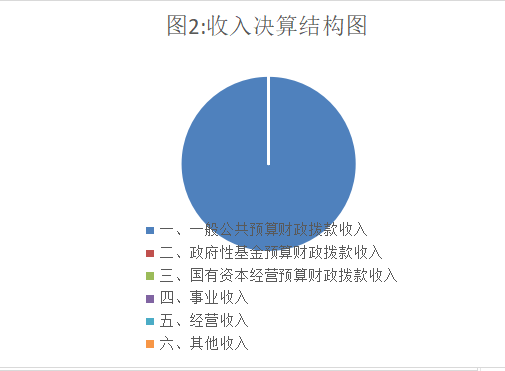 图2:收入决算结构图
一、一般公共预算财政拨款收入
二、政府性基金预算财政拨款收入
三、国有资本经营预算财政拨款收入
四、事业收入
五、经营收入
六、其他收入